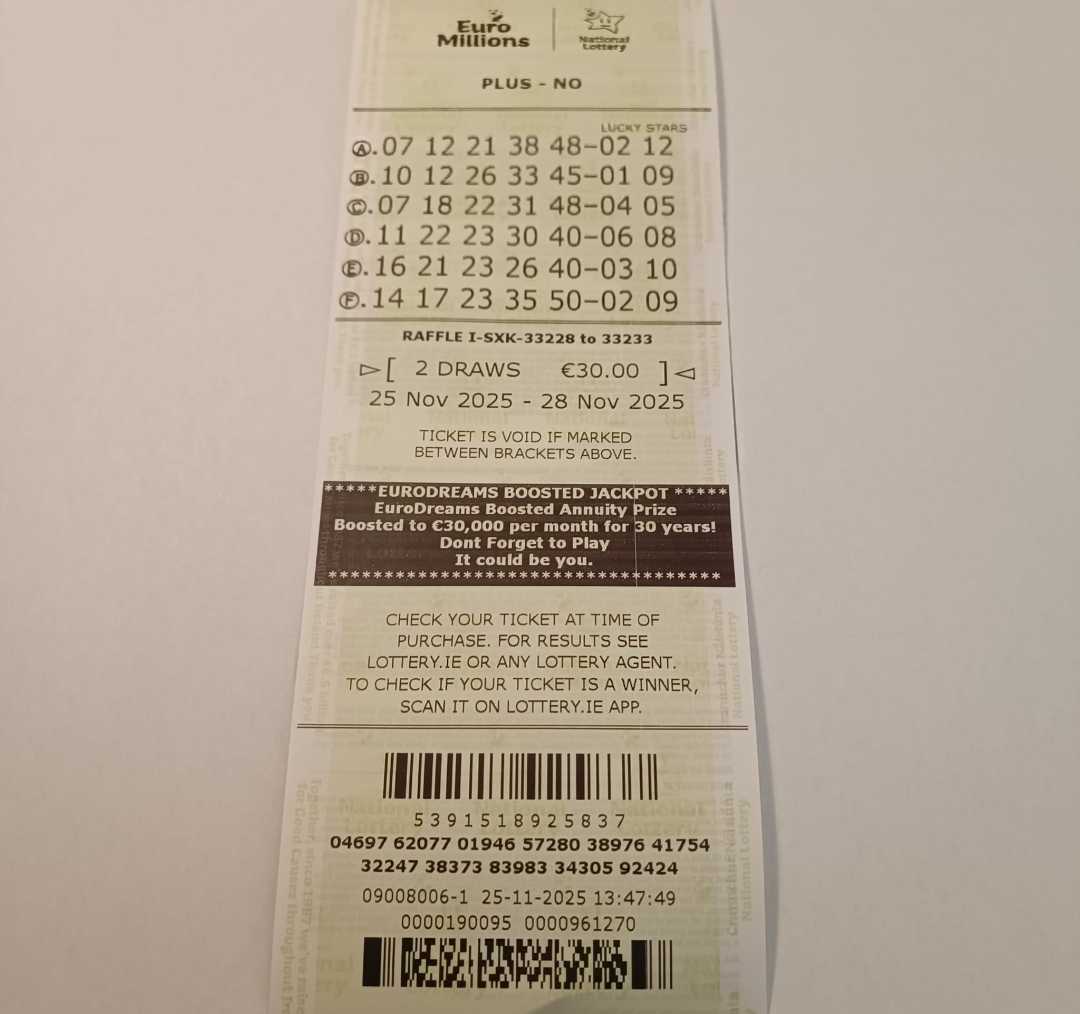 Euro
Millions
National
Lottery
PLUS - NO
LUCKY STARS
A. 07 12 21 38 48-02 12
B. 10 12 26 33 45-01 09
C. 07 18 22 31 48-04 05
D. 11 22 23 30 40-06 08
E. 16 21 23 26 40-03 10
F. 14 17 23 35 50-02 09
RAFFLE I-SXK-33228 to 33233
[ 2 DRAWS €30.00 ]
25 Nov 2025 - 28 Nov 2025
TICKET IS VOID IF MARKED
BETWEEN BRACKETS ABOVE.
*****EURODREAMS BOOSTED JACKPOT *****
EuroDreams Boosted Annuity Prize
Boosted to €30,000 per month for 30 years!
Dont Forget to Play
It could be you.
***********************************
CHECK YOUR TICKET AT TIME OF
PURCHASE. FOR RESULTS SEE
LOTTERY.IE OR ANY LOTTERY AGENT.
TO CHECK IF YOUR TICKET IS A WINNER,
SCAN IT ON LOTTERY.IE APP.
5391518925837
04697 62077 01946 57280 38976 41754
32247 38373 83983 34305 92424
09008006-1 25-11-2025 13:47:49
0000190095 0000961270